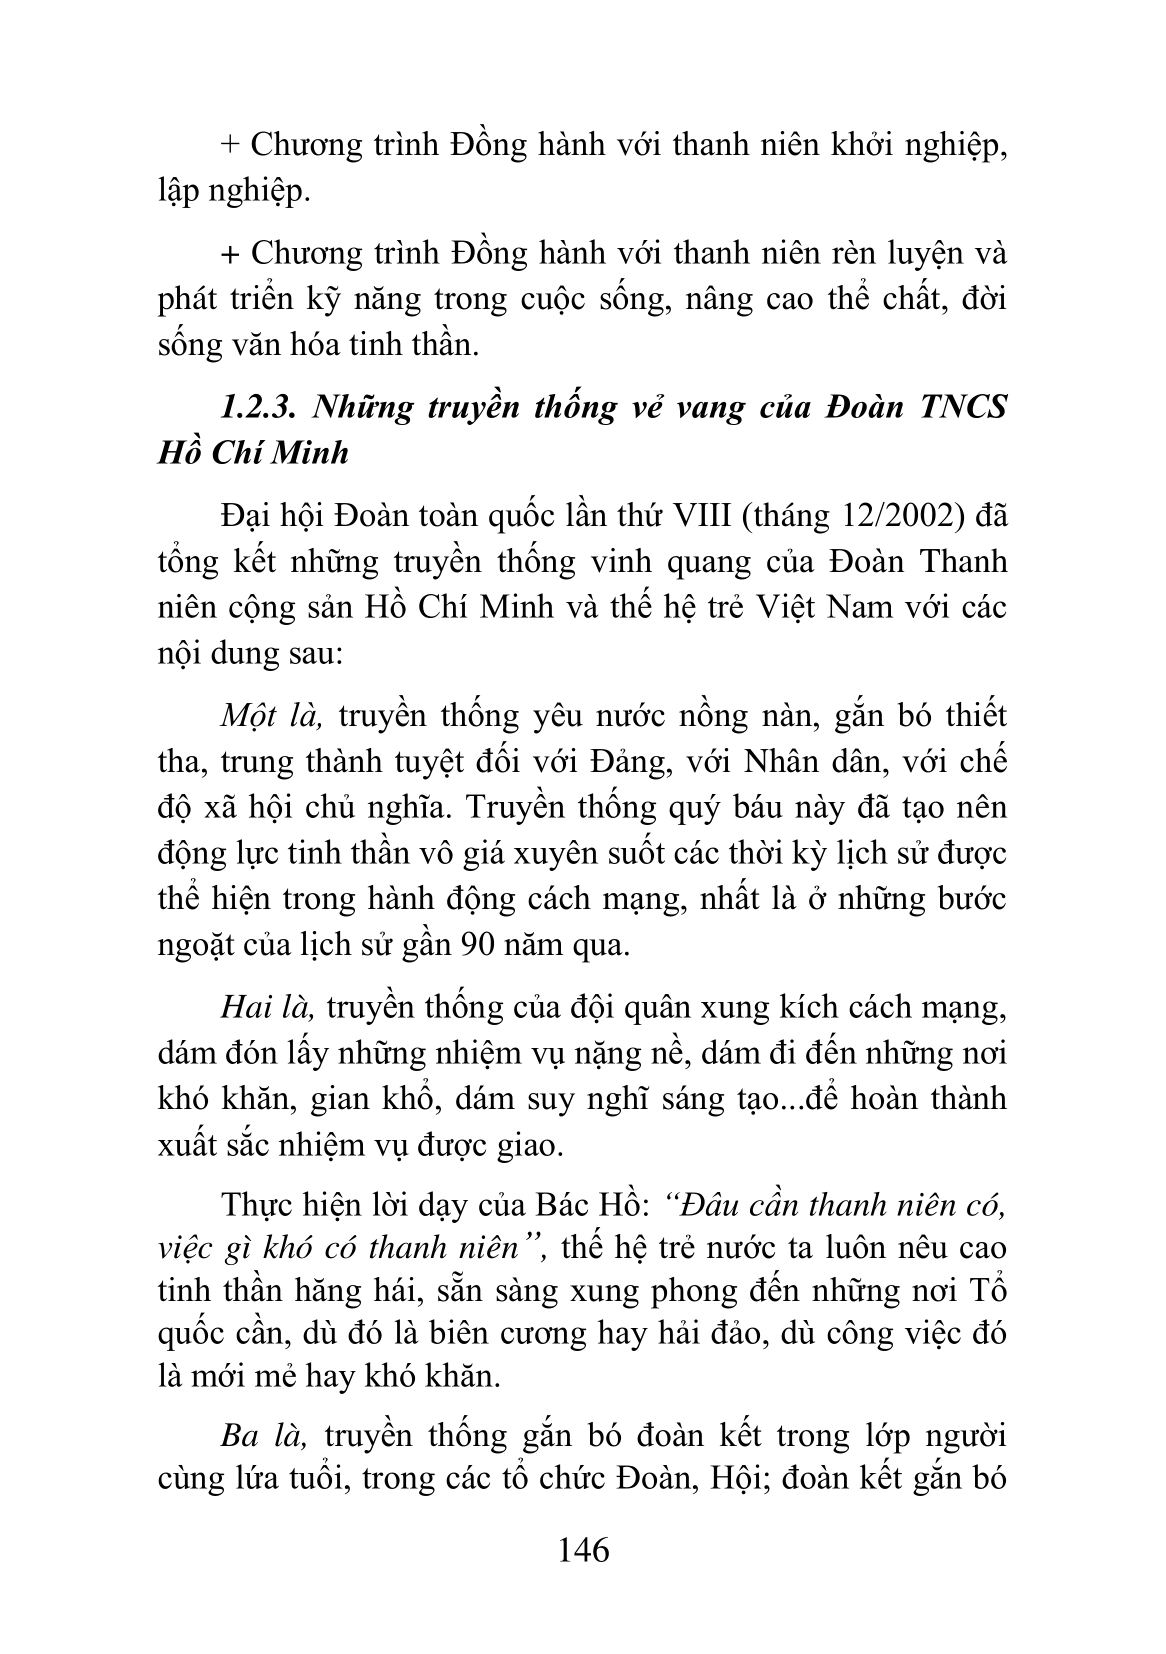 + Chương trình Đồng hành với thanh niên khởi nghiệp,
lập nghiệp.
+ Chương trình Đồng hành với thanh niên rèn luyện và
phát triển kỹ năng trong cuộc sống, nâng cao thể chất, đời
sống văn hóa tinh thần.
1.2.3. Những truyền thống vẻ vang của Đoàn TNCS
Hồ Chí Minh
Đại hội Đoàn toàn quốc lần thứ VIII (tháng 12/2002) đã
tổng kết những truyền thống vinh quang của Đoàn Thanh
niên cộng sản Hồ Chí Minh và thế hệ trẻ Việt Nam với các
nội dung sau:
Một là, truyền thống yêu nước nồng nàn, gắn bó thiết
tha, trung thành tuyệt đối với Đảng, với Nhân dân, với chế
độ xã hội chủ nghĩa. Truyền thống quý báu này đã tạo nên
động lực tinh thần vô giá xuyên suốt các thời kỳ lịch sử được
thể hiện trong hành động cách mạng, nhất là ở những bước
ngoặt của lịch sử gần 90 năm qua.
Hai là, truyền thống của đội quân xung kích cách mạng,
dám đón lấy những nhiệm vụ nặng nề, dám đi đến những nơi
khó khăn, gian khổ, dám suy nghĩ sáng tạo...để hoàn thành
xuất sắc nhiệm vụ được giao.
Thực hiện lời dạy của Bác Hồ: “Đâu cần thanh niên có,
việc gì khó có thanh niên”, thế hệ trẻ nước ta luôn nêu cao
tinh thần hăng hái, sẵn sàng xung phong đến những nơi Tổ
quốc cần, dù đó là biên cương hay hải đảo, dù công việc đó
là mới mẻ hay khó khăn.
Ba là, truyền thống gắn bó đoàn kết trong lớp người
cùng lứa tuổi, trong các tổ chức Đoàn, Hội; đoàn kết gắn bó
146